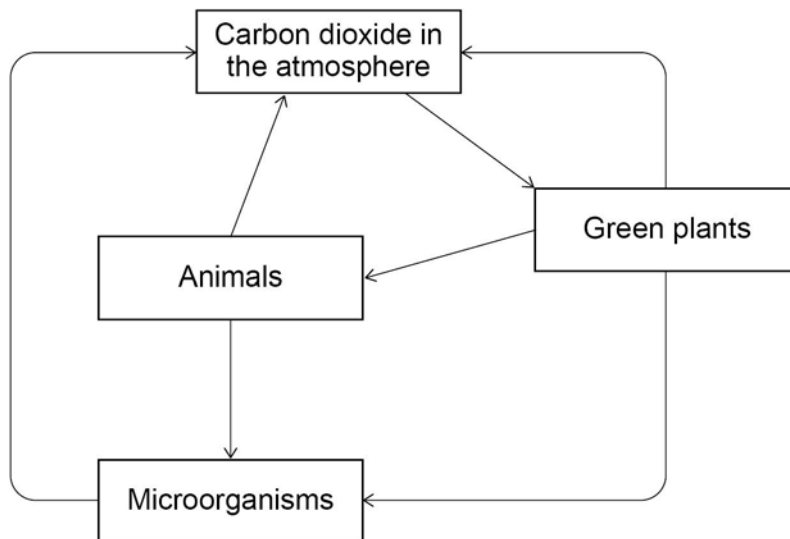 Carbon dioxide in
the atmosphere
Green plants
Animals
Microorganisms